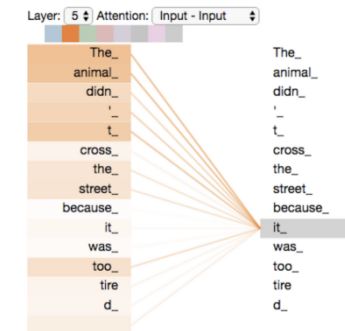 Layer: 5 Attention: Input - Input
The_ The_
animal_ animal_
didn_ didn_
'_ '_
t_ t_
cross_ cross_
the_ the_
street_ street_
because_ because_
it_ it_
was_ was_
too_ too_
tire tire
d_ d_